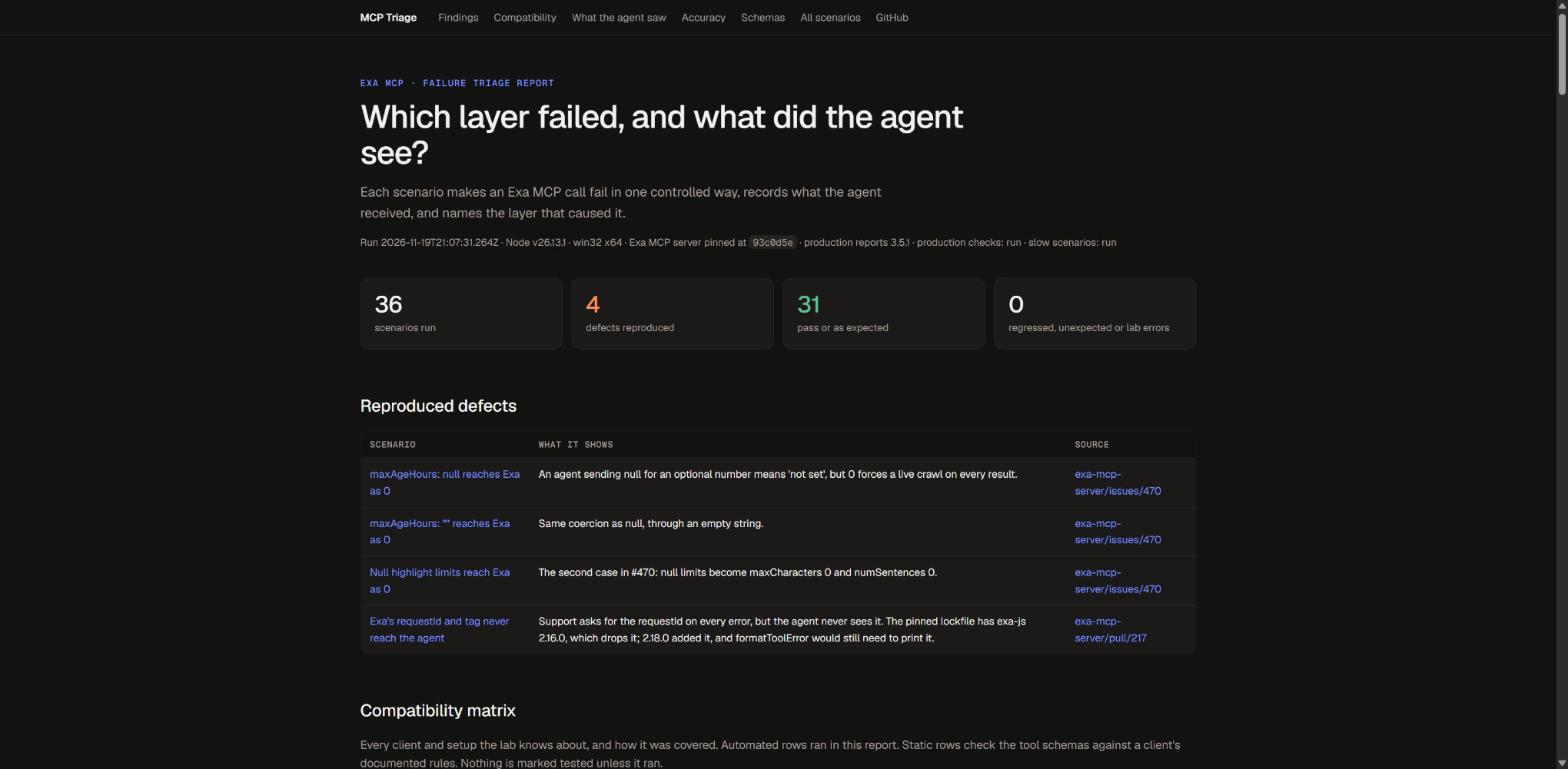 MCP Triage Findings Compatibility What the agent saw Accuracy Schemas All scenarios GitHub
EXA MCP · FAILURE TRIAGE REPORT
Which layer failed, and what did the agent
see?
Each scenario makes an Exa MCP call fail in one controlled way, records what the agent
received, and names the layer that caused it.
Run 2026-11-19T21:07:31.264Z · Node v26.13.1 · win32 x64 · Exa MCP server pinned at 93c0d5e · production reports 3.5.1 · production checks: run · slow scenarios: run
36
scenarios run
4
defects reproduced
31
pass or as expected
0
regressed, unexpected or lab errors
Reproduced defects
SCENARIO WHAT IT SHOWS SOURCE
maxAgeHours: null reaches Exa
as 0
An agent sending null for an optional number means 'not set', but 0 forces a live crawl on every result.
exa-mcp-
server/issues/470
maxAgeHours: "" reaches Exa
as 0
Same coercion as null, through an empty string.
exa-mcp-
server/issues/470
Null highlight limits reach Exa
as 0
The second case in #470: null limits become maxCharacters 0 and numSentences 0.
exa-mcp-
server/issues/470
Exa's requestId and tag never
reach the agent
Support asks for the requestId on every error, but the agent never sees it. The pinned lockfile has exa-js
2.16.0, which drops it; 2.18.0 added it, and formatToolError would still need to print it.
exa-mcp-
server/pull/217
Compatibility matrix
Every client and setup the lab knows about, and how it was covered. Automated rows ran in this report. Static rows check the tool schemas against a client's
documented rules. Nothing is marked tested unless it ran.